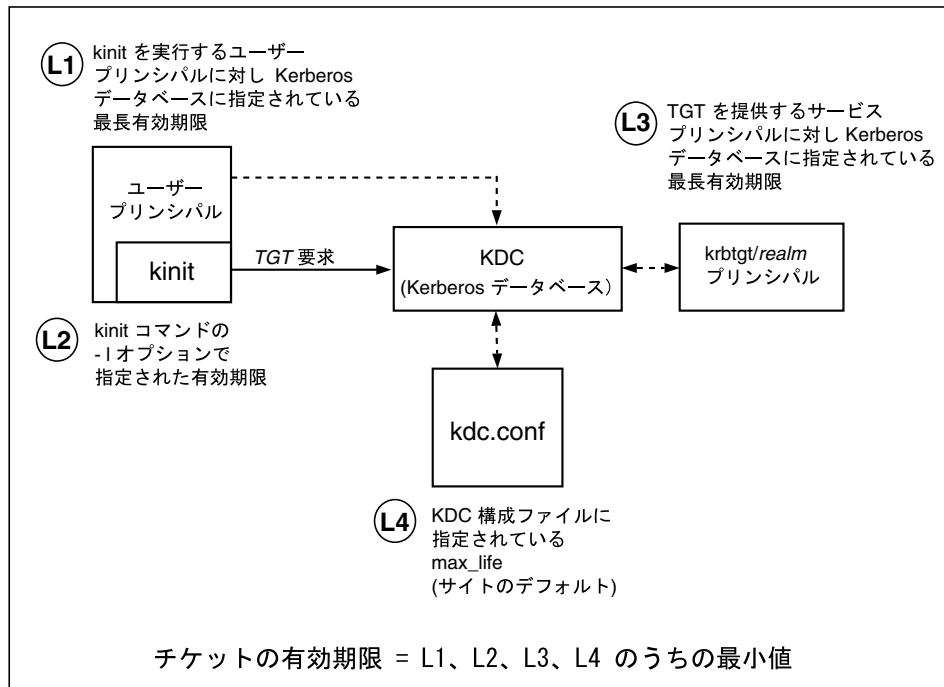 L1
kinit を実行するユーザー
プリンシパルに対し Kerberos
データベースに指定されている
最長有効期限
L3
TGT を提供するサービス
プリンシパルに対し Kerberos
データベースに指定されている
最長有効期限
ユーザー
プリンシパル
kinit
TGT 要求
KDC
(Kerberos データベース)
krbtgt/realm
プリンシパル
L2
kinit コマンドの
- l オプションで
指定された有効期限
kdc.conf
L4
KDC 構成ファイルに
指定されている
max_life
(サイトのデフォルト)
チケットの有効期限 = L1、L2、L3、L4 のうちの最小値